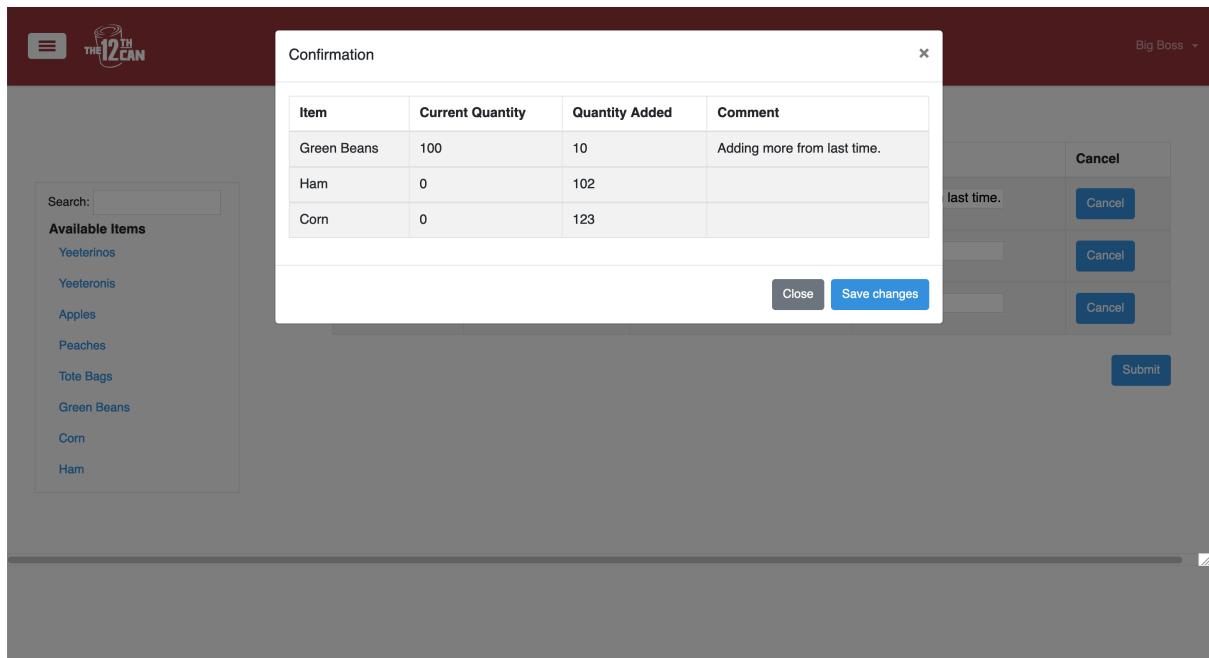 THE 12TH CAN
Big Boss
Confirmation
×
Item Current Quantity Quantity Added Comment
Green Beans 100 10 Adding more from last time.
Ham 0 102
Corn 0 123
Close Save changes
Cancel
last time. Cancel
Cancel
Cancel
Submit
Search:
Available Items
Yeeterinos
Yeeteronis
Apples
Peaches
Tote Bags
Green Beans
Corn
Ham